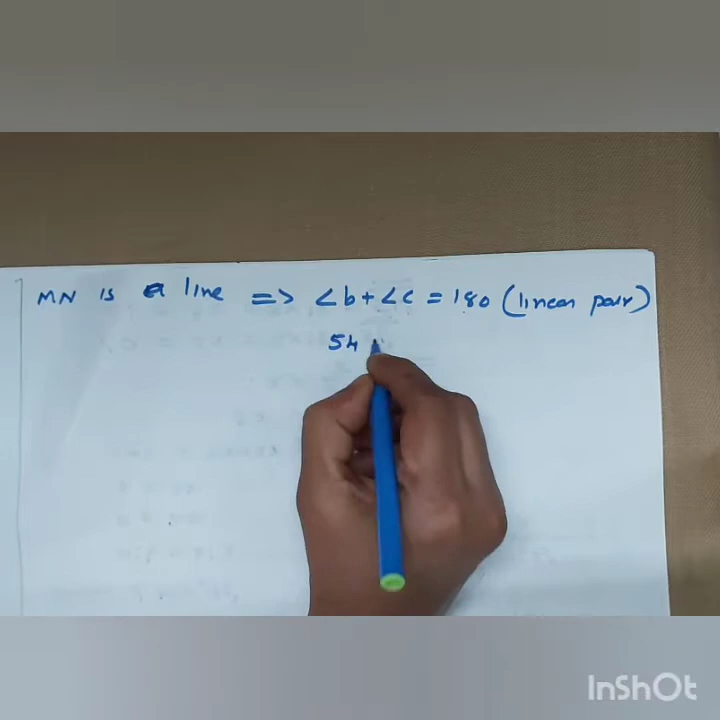 MN is a line => ∠b+∠c = 180 (linear pair)
54
InShOt